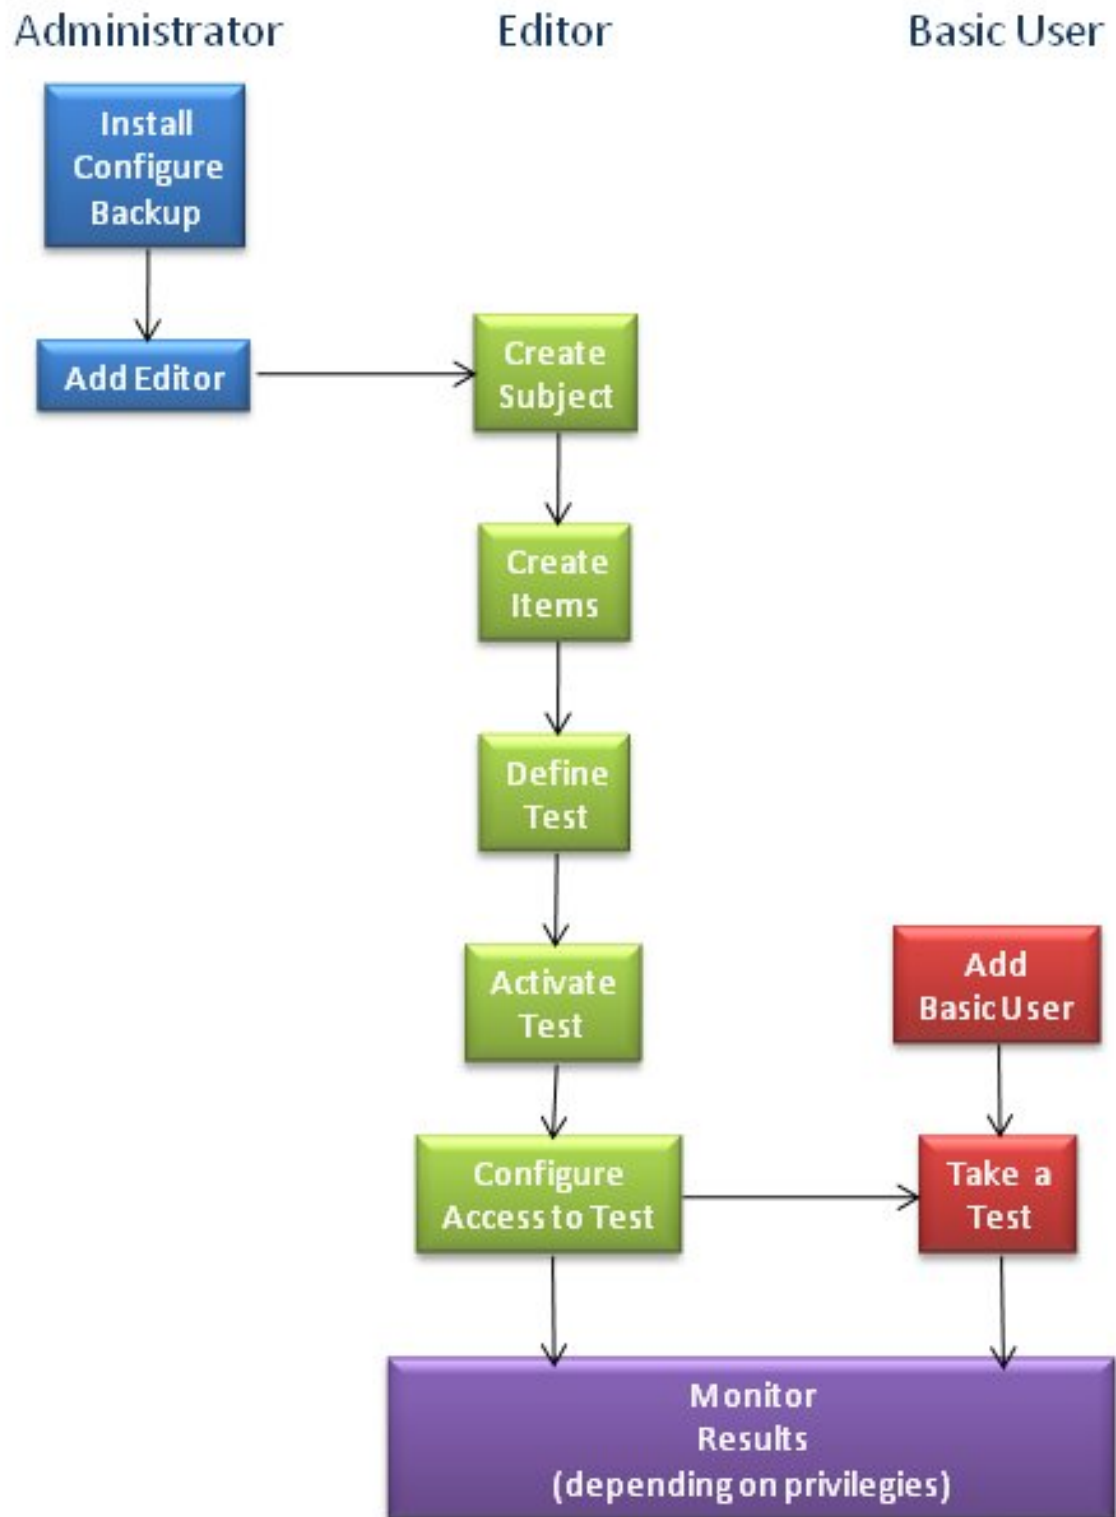 Administrator
Editor
Basic User
Install
Configure
Backup
Add Editor
Create
Subject
Create
Items
Define
Test
Activate
Test
Add
Basic User
Configure
Access to Test
Take a
Test
Monitor
Results
(depending on privilegies)